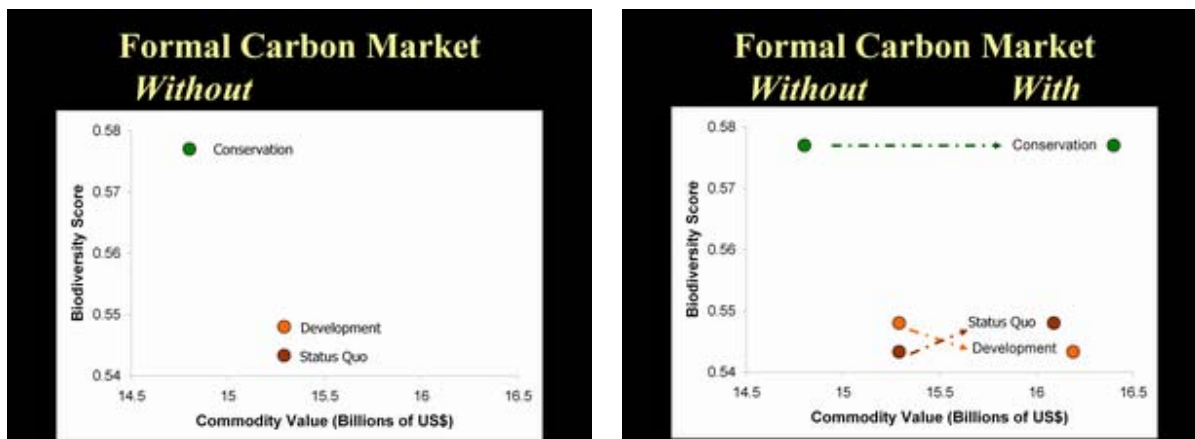 Formal Carbon Market
Without
0.58
0.57
0.56
0.55
0.54
Biodiversity Score
Conservation
Development
Status Quo
14.5 15 15.5 16 16.5
Commodity Value (Billions of US$)
Formal Carbon Market
Without With
0.58
0.57
0.56
0.55
0.54
Biodiversity Score
Conservation
Status Quo
Development
14.5 15 15.5 16 16.5
Commodity Value (Billions of US$)